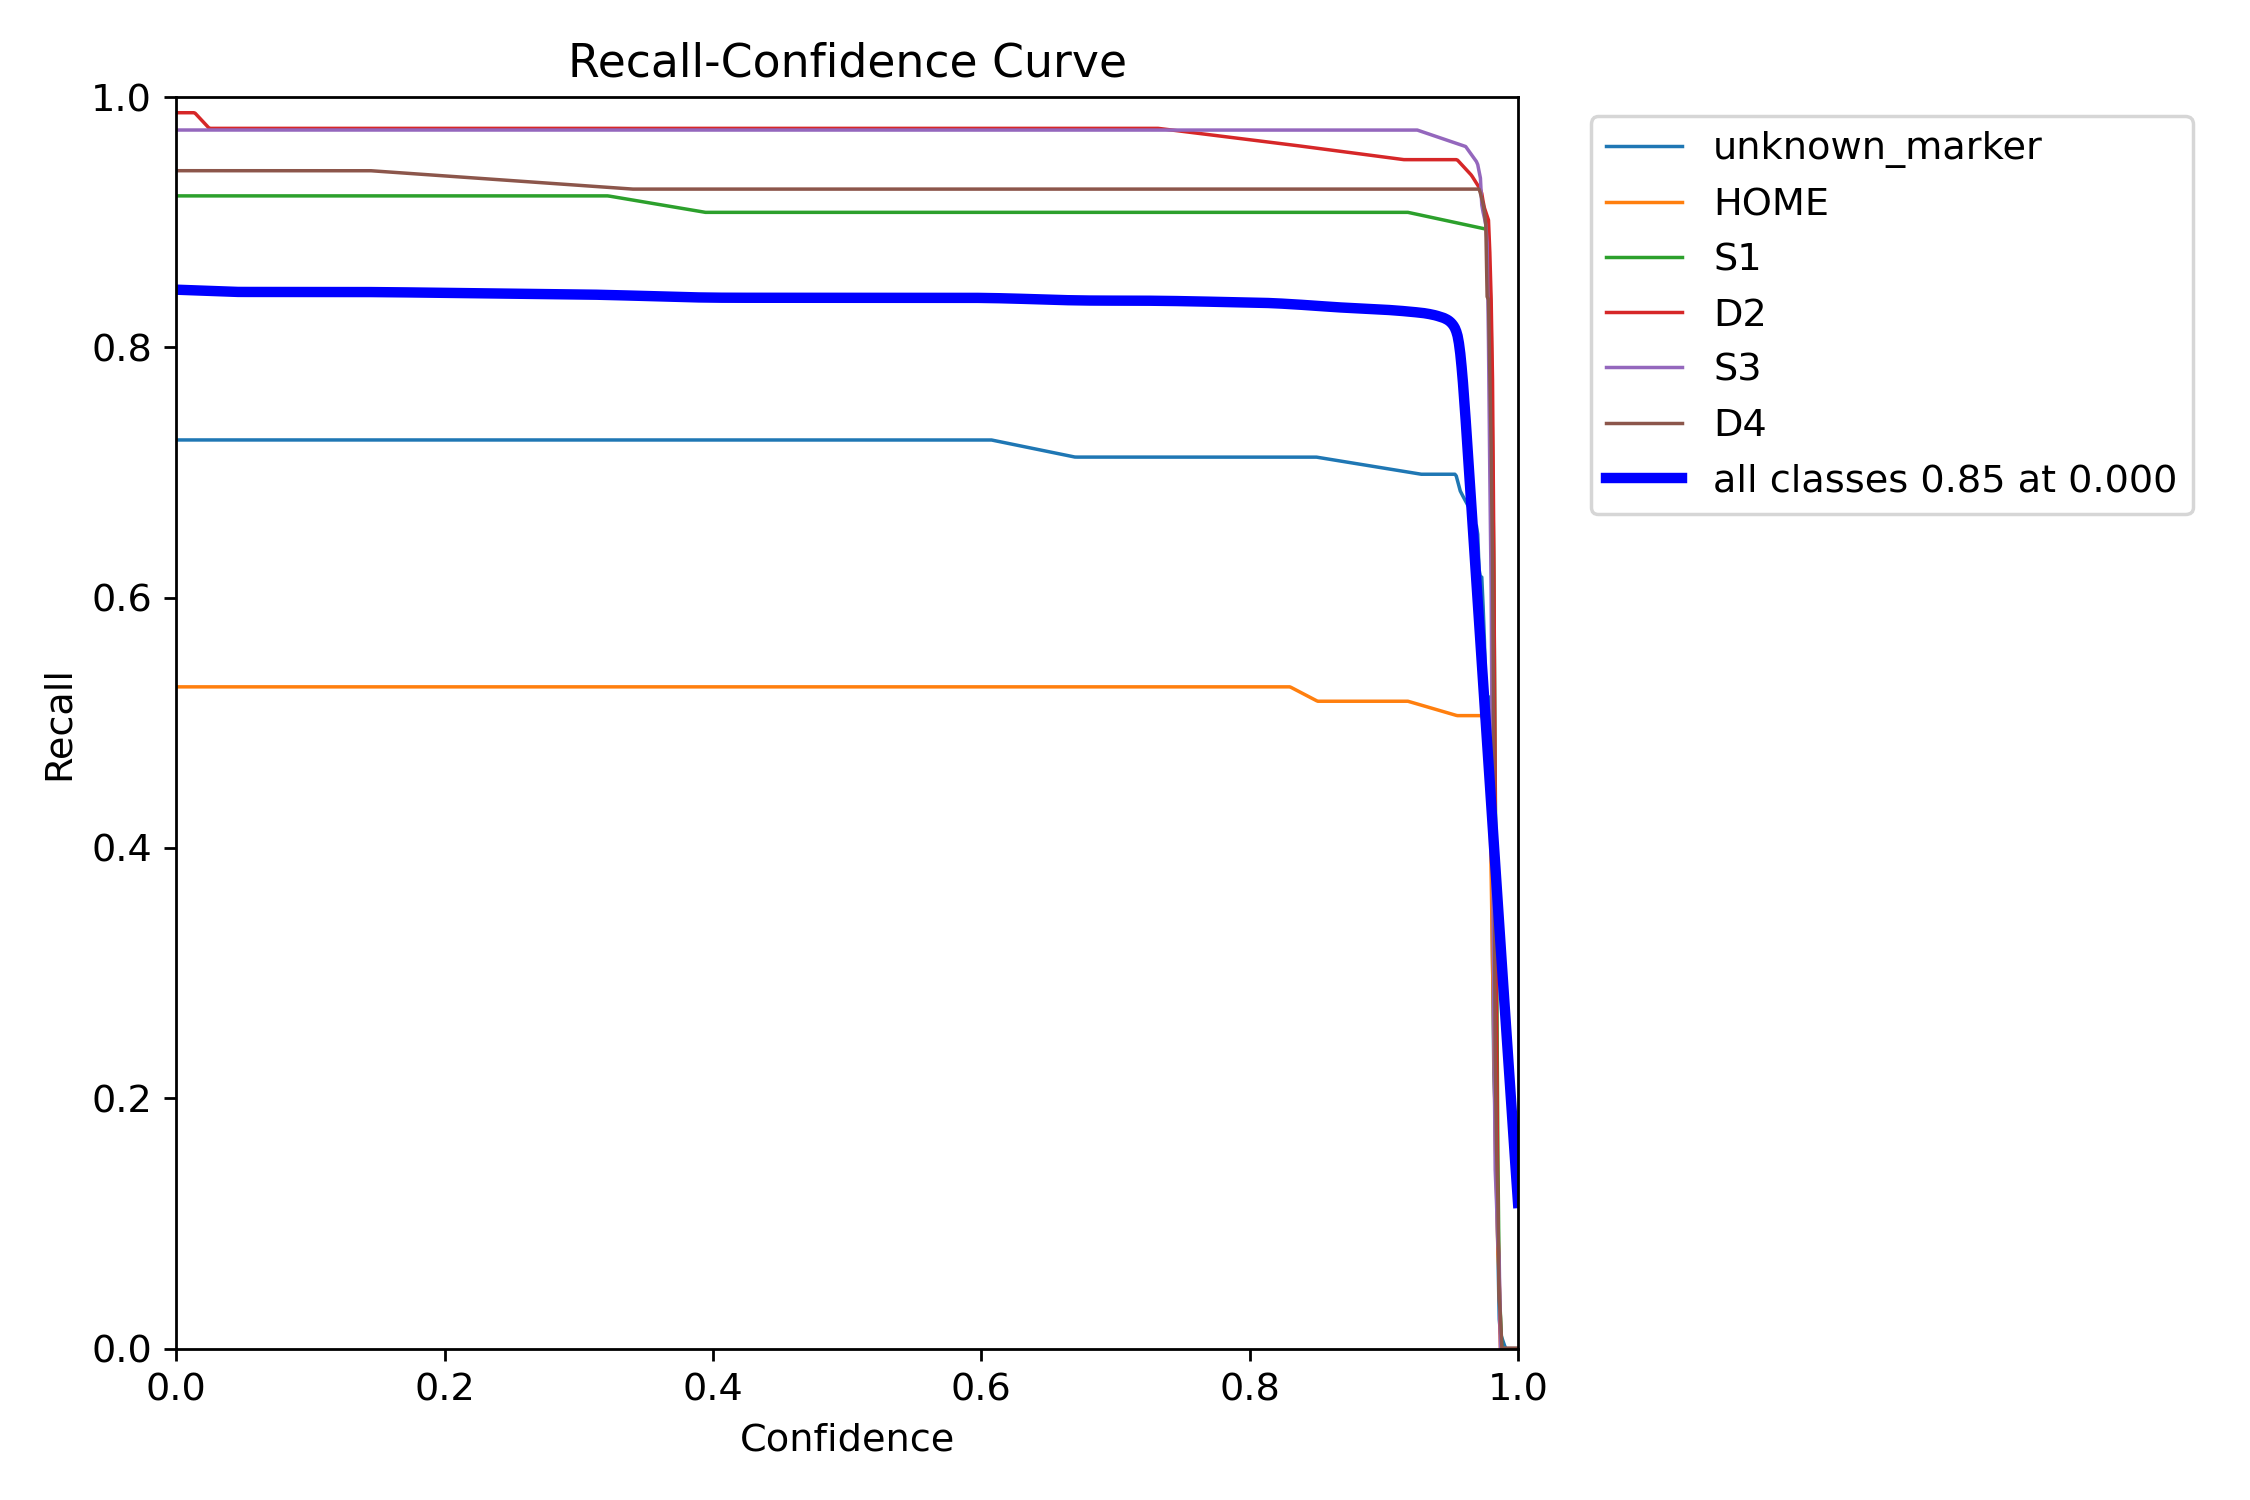 Recall-Confidence Curve
1.0
0.8
0.6
0.4
0.2
0.0
Recall
0.0 0.2 0.4 0.6 0.8 1.0
Confidence
unknown_marker
HOME
S1
D2
S3
D4
all classes 0.85 at 0.000